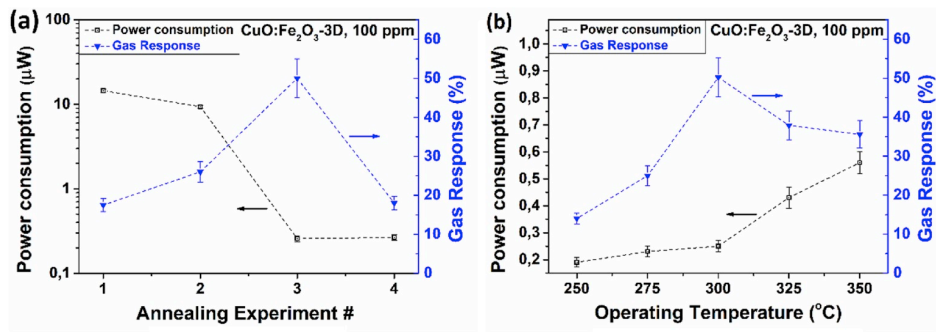 (a)
Power consumption
Gas Response
CuO:Fe₂O₃-3D, 100 ppm
Power consumption (μW)
100
10
1
0,1
60
50
40
30
20
10
0
Gas Response (%)
1 2 3 4
Annealing Experiment #
(b)
Power consumption
Gas Response
CuO:Fe₂O₃-3D, 100 ppm
Power consumption (μW)
1,0
0,9
0,8
0,7
0,6
0,5
0,4
0,3
0,2
60
50
40
30
20
10
0
Gas Response (%)
250 275 300 325 350
Operating Temperature (°C)